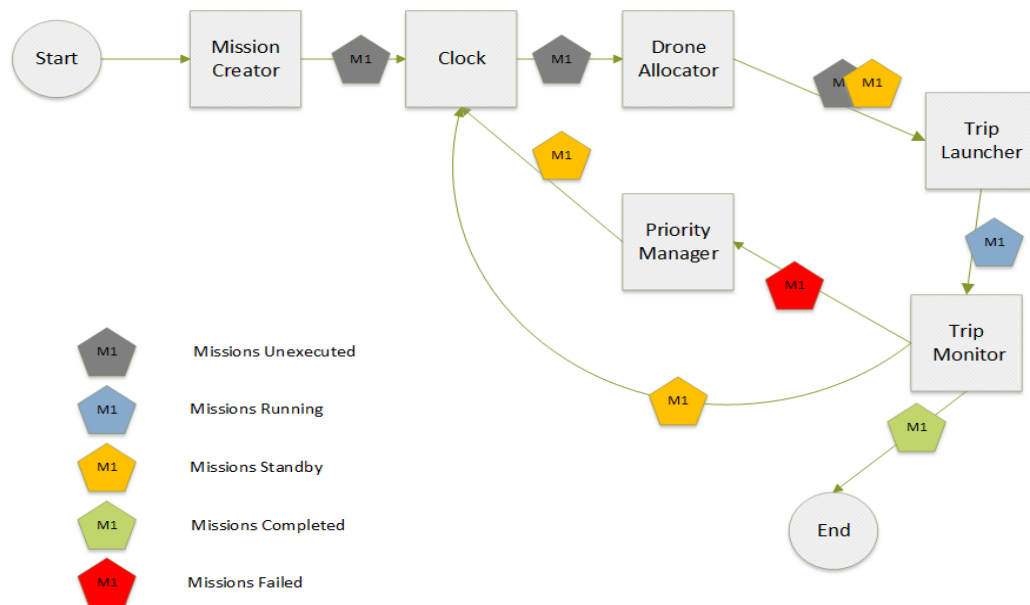 Start
Mission
Creator
M1
Clock
M1
Drone
Allocator
M
M1
Trip
Launcher
M1
Priority
Manager
M1
M1
Trip
Monitor
M1
M1
End
M1
Missions Unexecuted
M1
Missions Running
M1
Missions Standby
M1
Missions Completed
M1
Missions Failed